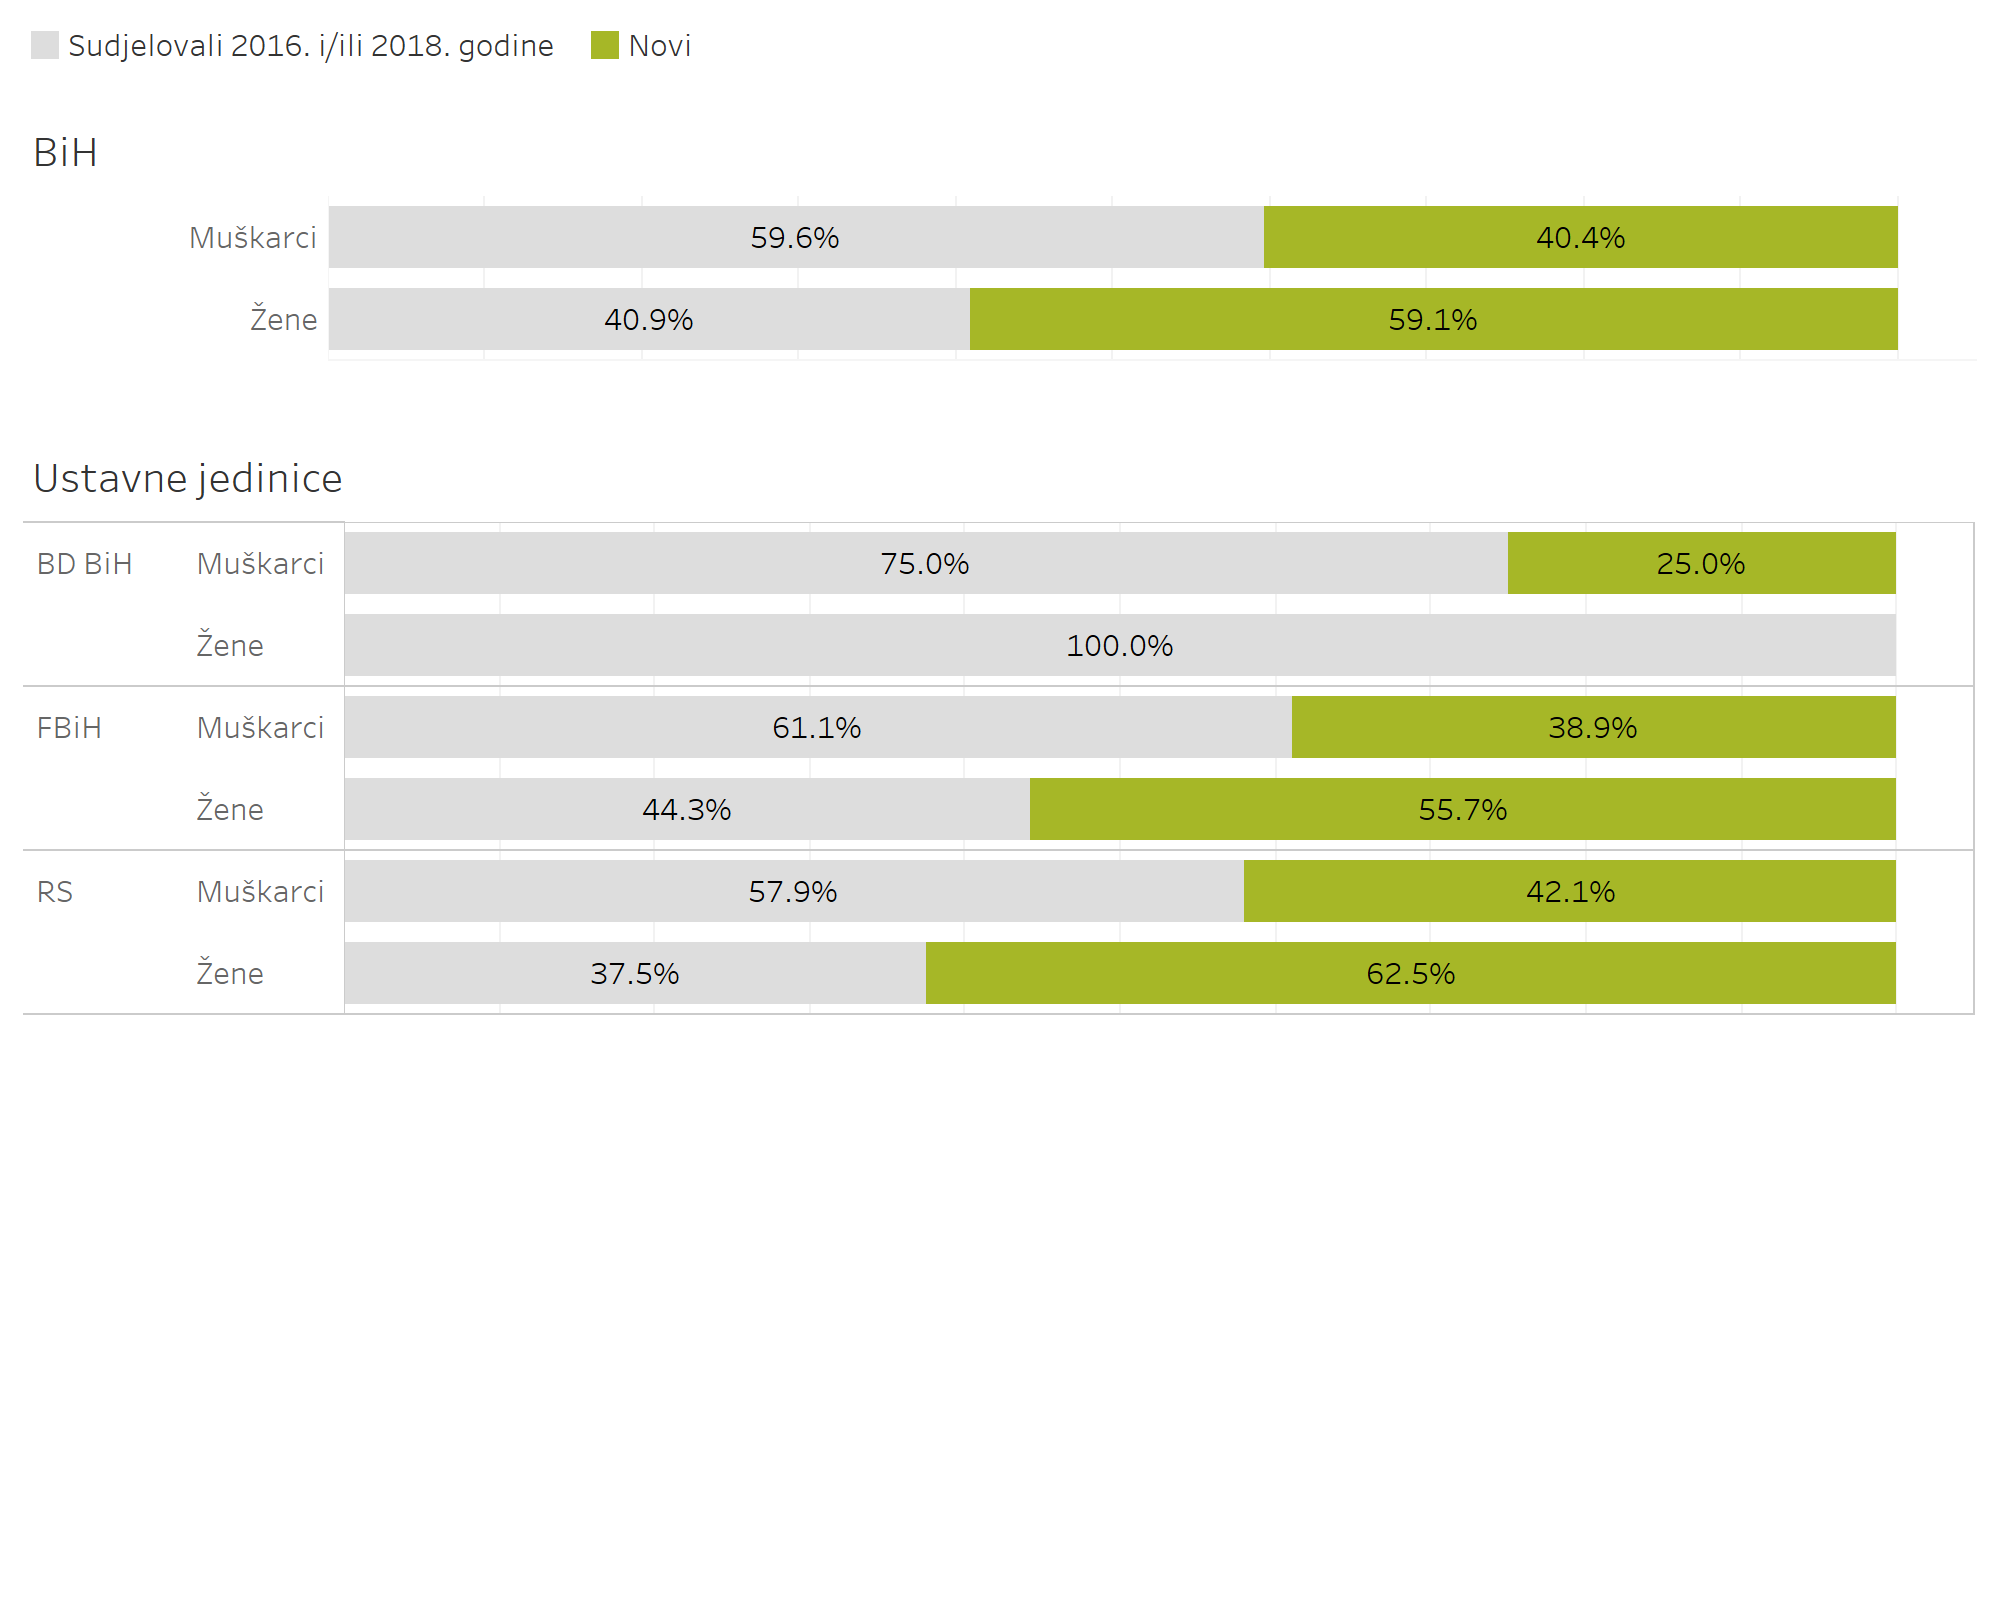 Sudjelovali 2016. i/ili 2018. godine Novi
BiH
Muškarci 59.6% 40.4%
Žene 40.9% 59.1%
Ustavne jedinice
BD BiH Muškarci 75.0% 25.0%
Žene 100.0%
FBiH Muškarci 61.1% 38.9%
Žene 44.3% 55.7%
RS Muškarci 57.9% 42.1%
Žene 37.5% 62.5%